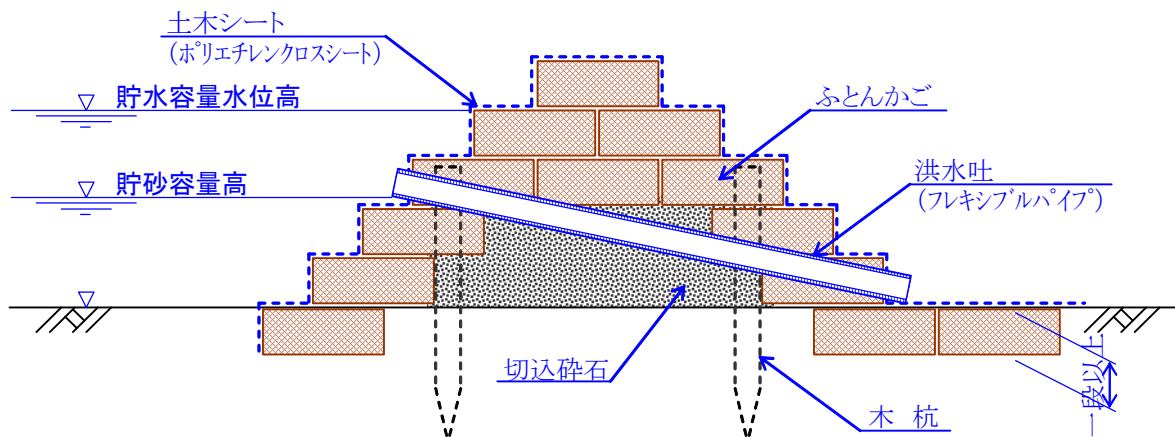 土木シート
(ポリエチレンクロスシート)
貯水容量水位高
ふとんかご
貯砂容量高
洪水吐
(フレキシブルパイプ)
切込砕石
木 杭
一段以上